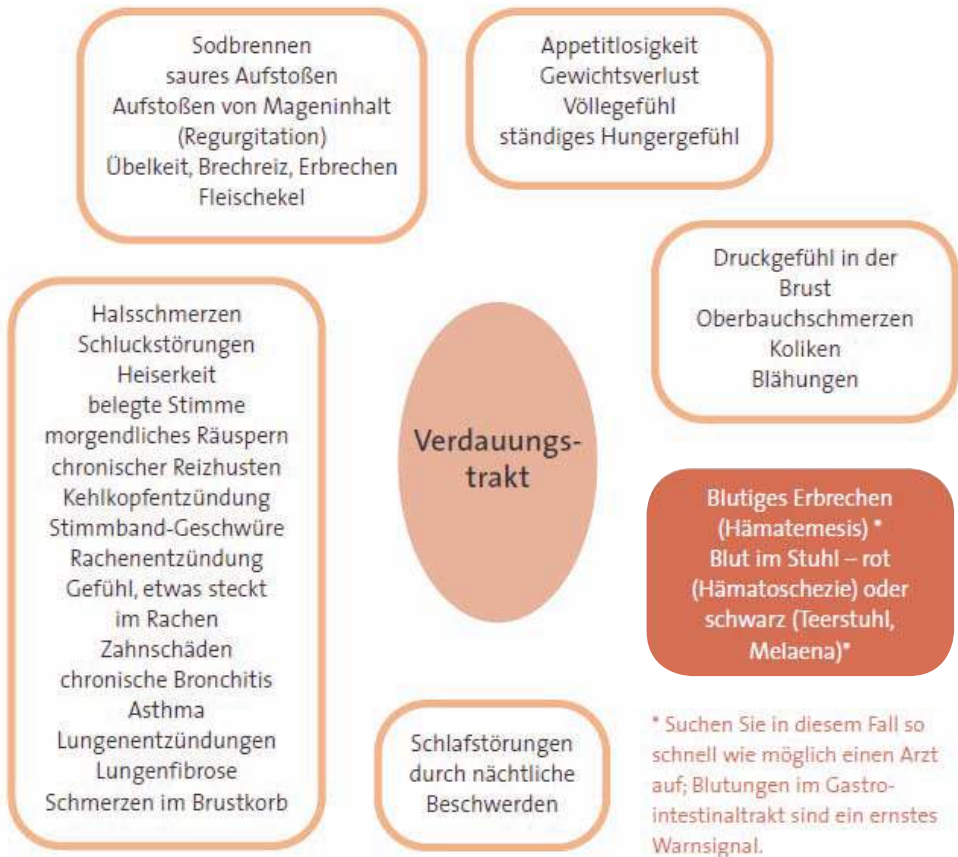 Sodbrennen
saures Aufstoßen
Aufstoßen von Mageninhalt
(Regurgitation)
Übelkeit, Brechreiz, Erbrechen
Fleischekel
Appetitlosigkeit
Gewichtsverlust
Völlegefühl
ständiges Hungergefühl
Druckgefühl in der
Brust
Oberbauchschmerzen
Koliken
Blähungen
Halsschmerzen
Schluckstörungen
Heiserkeit
belegte Stimme
morgendliches Räuspern
chronischer Reizhusten
Kehlkopfentzündung
Stimmband-Geschwüre
Rachenentzündung
Gefühl, etwas steckt
im Rachen
Zahnschäden
chronische Bronchitis
Asthma
Lungenentzündungen
Lungenfibrose
Schmerzen im Brustkorb
Verdauungs-
trakt
Blutiges Erbrechen
(Hämatemesis) *
Blut im Stuhl – rot
(Hämatoschezie) oder
schwarz (Teerstuhl,
Melaena)*
Schlafstörungen
durch nächtliche
Beschwerden
* Suchen Sie in diesem Fall so
schnell wie möglich einen Arzt
auf; Blutungen im Gastro-
intestinaltrakt sind ein ernstes
Warnsignal.